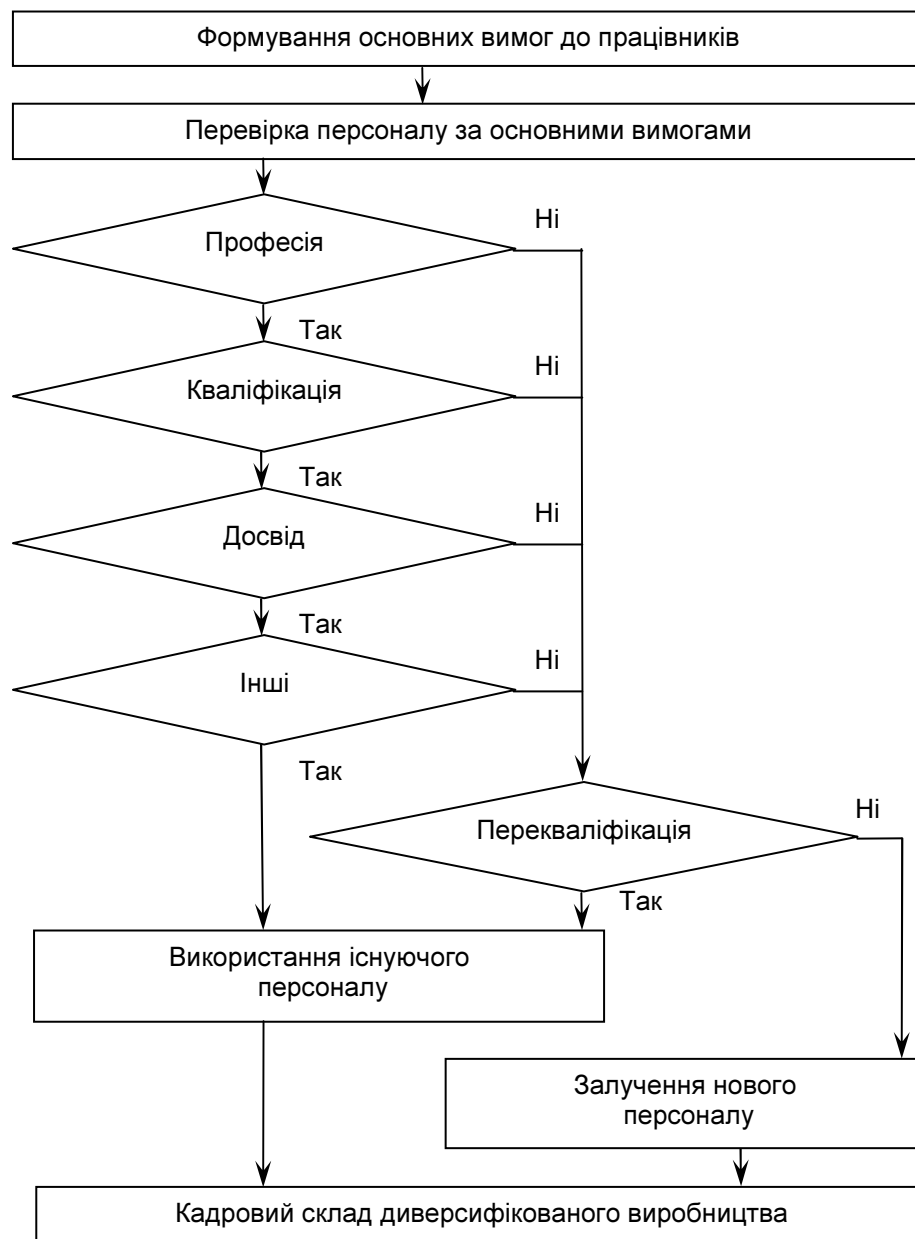 Формування основних вимог до працівників
Перевірка персоналу за основними вимогами
Професія
Ні
Так
Кваліфікація
Ні
Так
Досвід
Ні
Так
Інші
Ні
Так
Перекваліфікація
Ні
Так
Використання існуючого
персоналу
Залучення нового
персоналу
Кадровий склад диверсифікованого виробництва